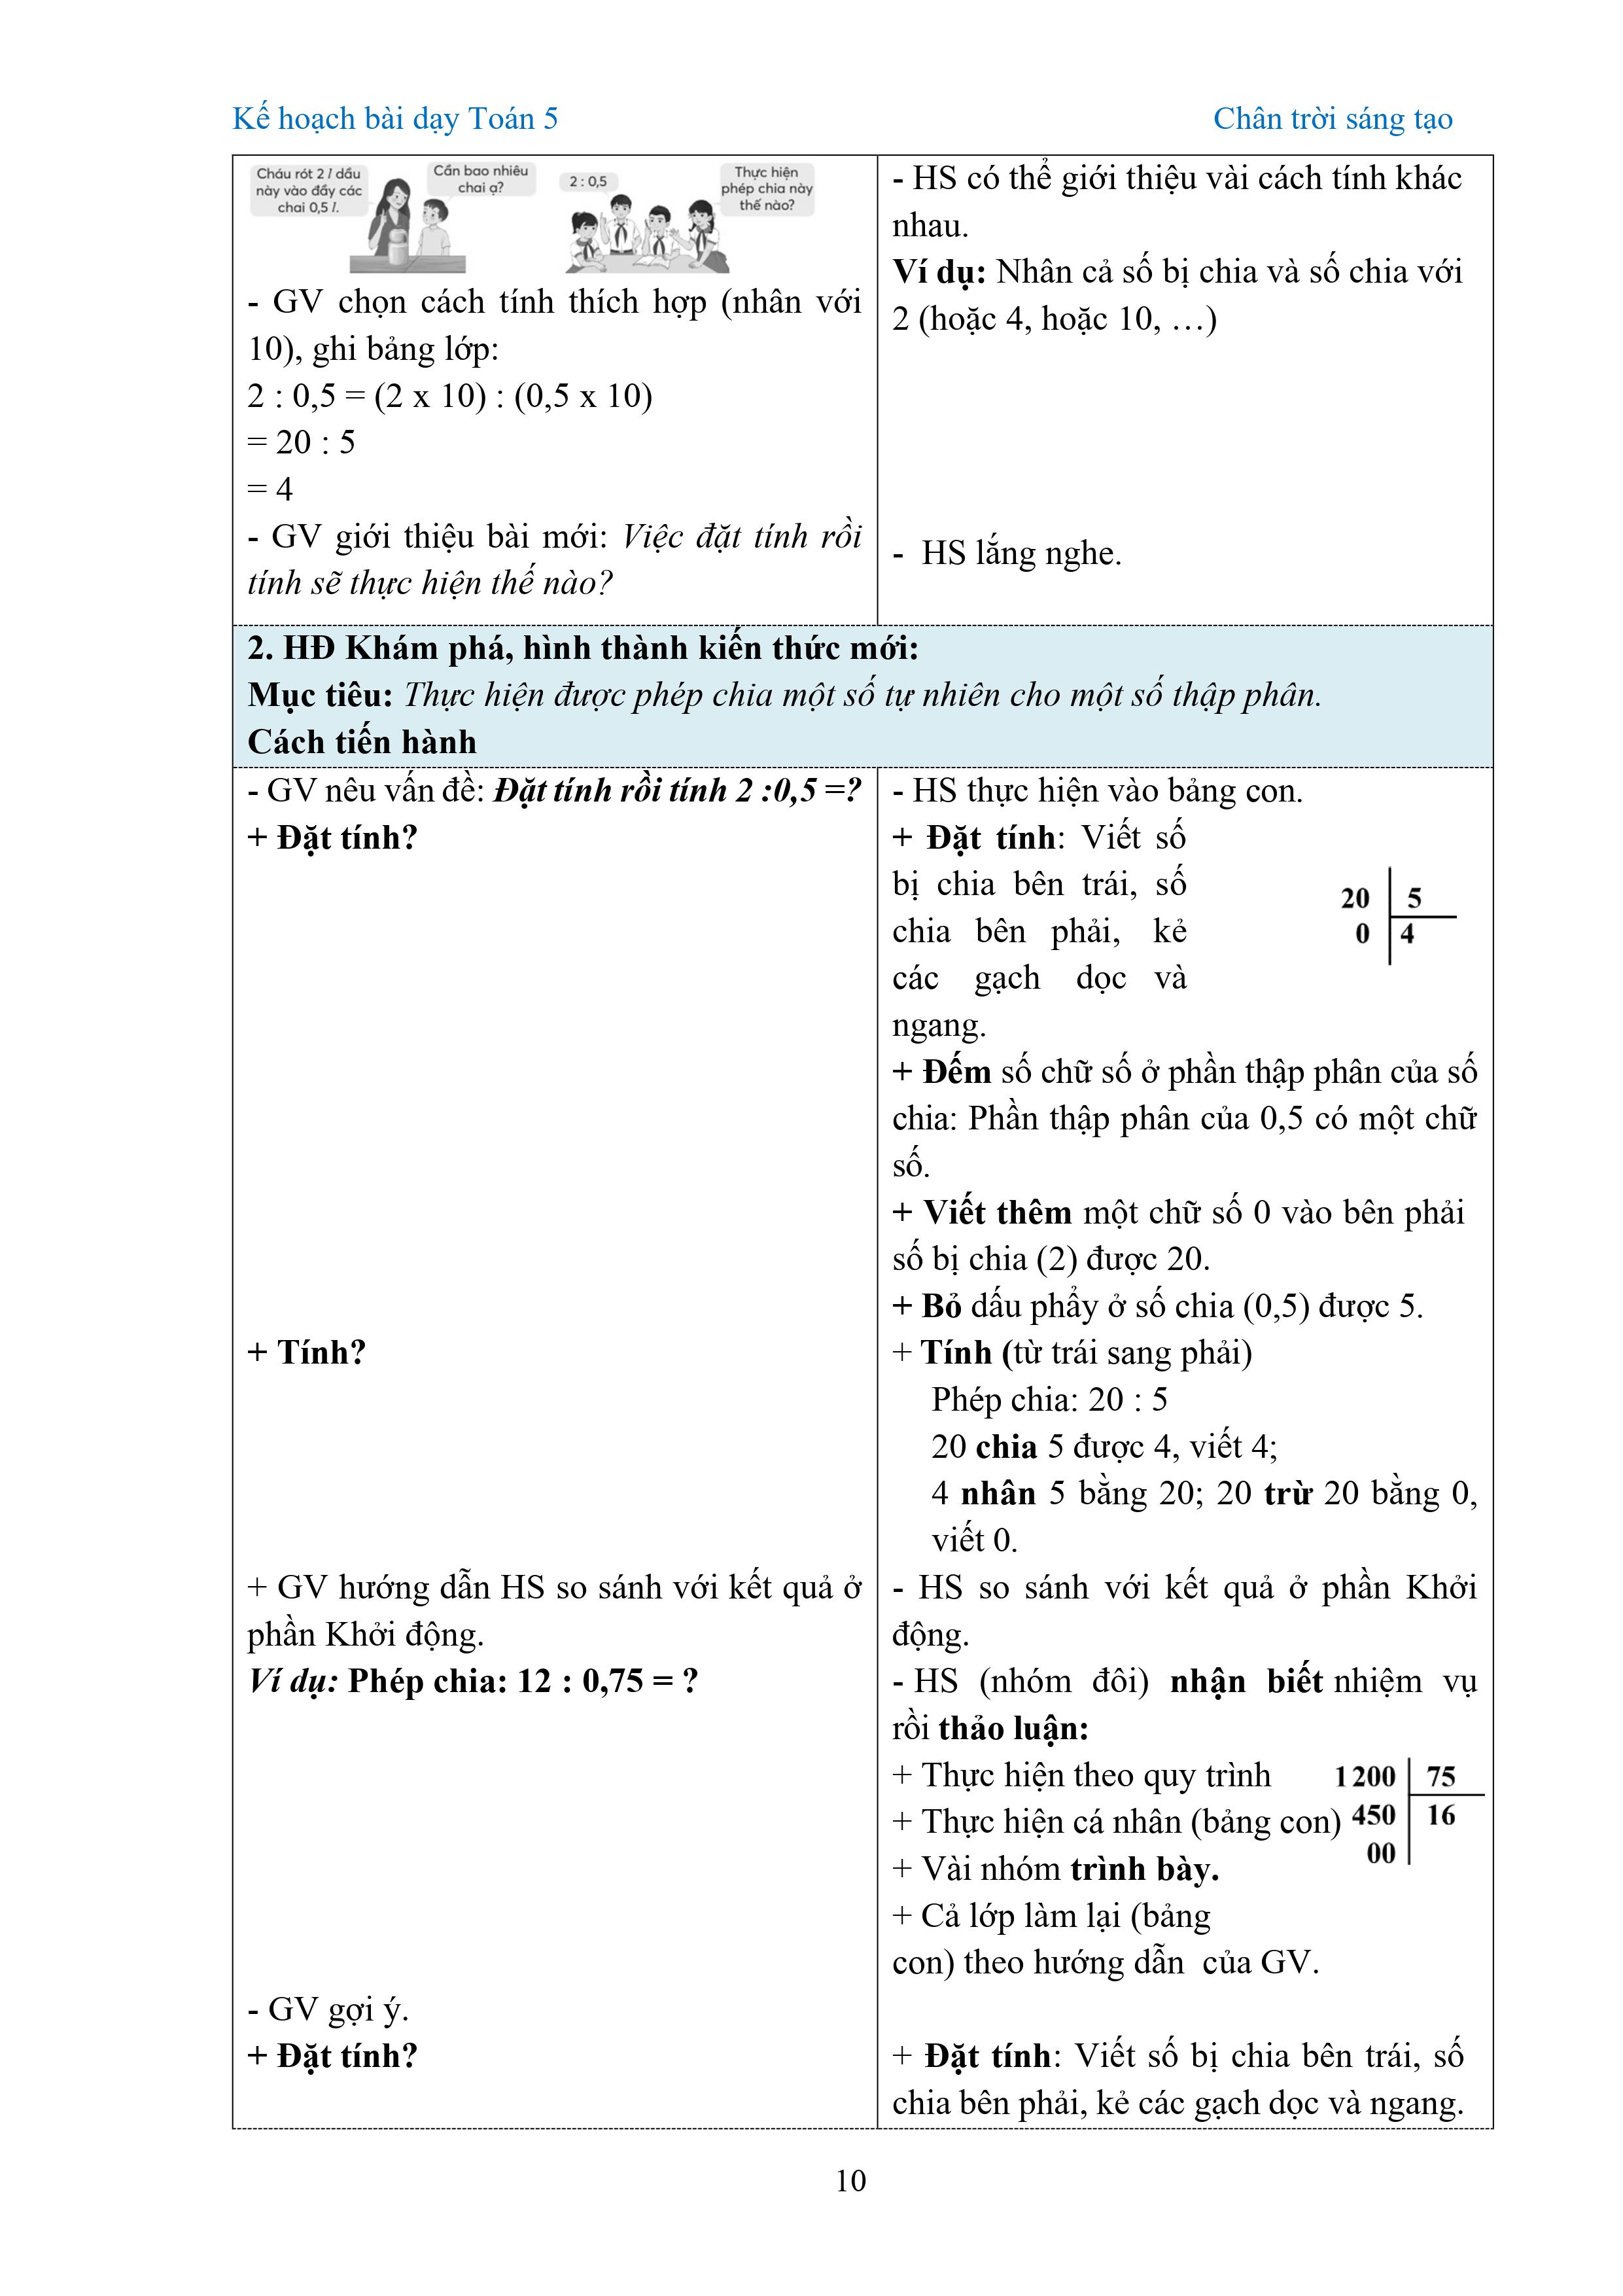 Kế hoạch bài dạy Toán 5
Chân trời sáng tạo
Cháu rót 2 l dầu
này vào đầy các
chai 0,5 l.
Cần bao nhiêu
chai ạ?
2 : 0,5
Thực hiện
phép chia này
thế nào?
- GV chọn cách tính thích hợp (nhân với
10), ghi bảng lớp:
2 : 0,5 = (2 x 10) : (0,5 x 10)
= 20 : 5
= 4
- GV giới thiệu bài mới: Việc đặt tính rồi
tính sẽ thực hiện thế nào?
- HS có thể giới thiệu vài cách tính khác
nhau.
Ví dụ: Nhân cả số bị chia và số chia với
2 (hoặc 4, hoặc 10, …)
- HS lắng nghe.
2. HĐ Khám phá, hình thành kiến thức mới:
Mục tiêu: Thực hiện được phép chia một số tự nhiên cho một số thập phân.
Cách tiến hành
- GV nêu vấn đề: Đặt tính rồi tính 2 :0,5 =?
+ Đặt tính?
+ Tính?
+ GV hướng dẫn HS so sánh với kết quả ở
phần Khởi động.
Ví dụ: Phép chia: 12 : 0,75 = ?
- GV gợi ý.
+ Đặt tính?
- HS thực hiện vào bảng con.
+ Đặt tính: Viết số
bị chia bên trái, số
chia bên phải, kẻ
các gạch dọc và
ngang.
20 5
0 4
+ Đếm số chữ số ở phần thập phân của số
chia: Phần thập phân của 0,5 có một chữ
số.
+ Viết thêm một chữ số 0 vào bên phải
số bị chia (2) được 20.
+ Bỏ dấu phẩy ở số chia (0,5) được 5.
+ Tính (từ trái sang phải)
Phép chia: 20 : 5
20 chia 5 được 4, viết 4;
4 nhân 5 bằng 20; 20 trừ 20 bằng 0,
viết 0.
- HS so sánh với kết quả ở phần Khởi
động.
- HS (nhóm đôi) nhận biết nhiệm vụ
rồi thảo luận:
+ Thực hiện theo quy trình
+ Thực hiện cá nhân (bảng con)
+ Vài nhóm trình bày.
+ Cả lớp làm lại (bảng
con) theo hướng dẫn của GV.
1200 75
450 16
00
+ Đặt tính: Viết số bị chia bên trái, số
chia bên phải, kẻ các gạch dọc và ngang.
10